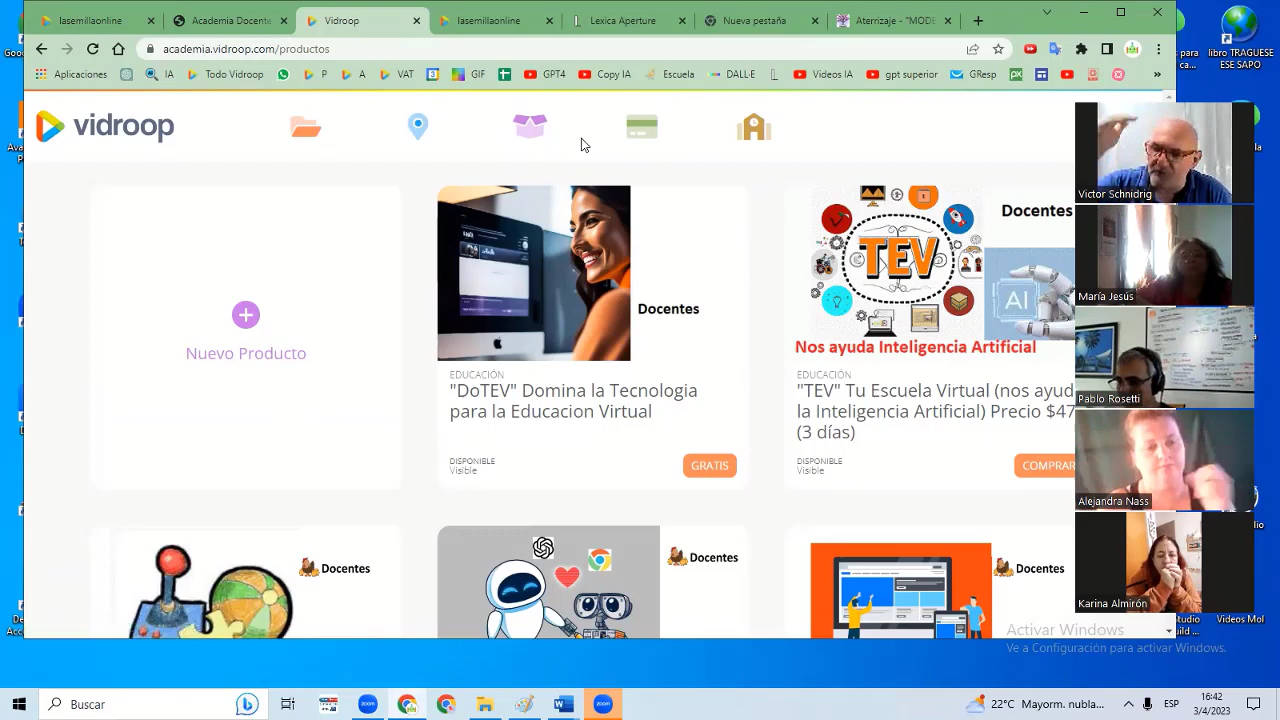 Academia Docente
Vidroop
lasemillaonline
Lexica Aperture
Nueva pestaña
Aterrizaje - "MODE
academia.vidroop.com/productos
Aplicaciones
IA
Todo Vidroop
P
A
VAT
GIF
GPT4
Copy IA
Escuela
DALL·E
Videos IA
gpt superior
GResp
»
libro TRAGUESE
ESE SAPO
vidroop
Nuevo Producto
Docentes
EDUCACIÓN
"DoTEV" Domina la Tecnologia
para la Educacion Virtual
DISPONIBLE
Visible
GRATIS
TEV
Docentes
AI
Nos ayuda Inteligencia Artificial
EDUCACIÓN
"TEV" Tu Escuela Virtual (nos ayud
la Inteligencia Artificial) Precio $47
(3 días)
DISPONIBLE
Visible
COMPRAR
Docentes
Docentes
Docentes
Victor Schnidrig
María Jesús
Pablo Rosetti
Alejandra Nass
Karina Almirón
Activar Windows
Ve a Configuración para activar Windows.
Videos Mol
Buscar
zoom
zoom
22°C Mayorm. nubla...
ESP
16:42
3/4/2023